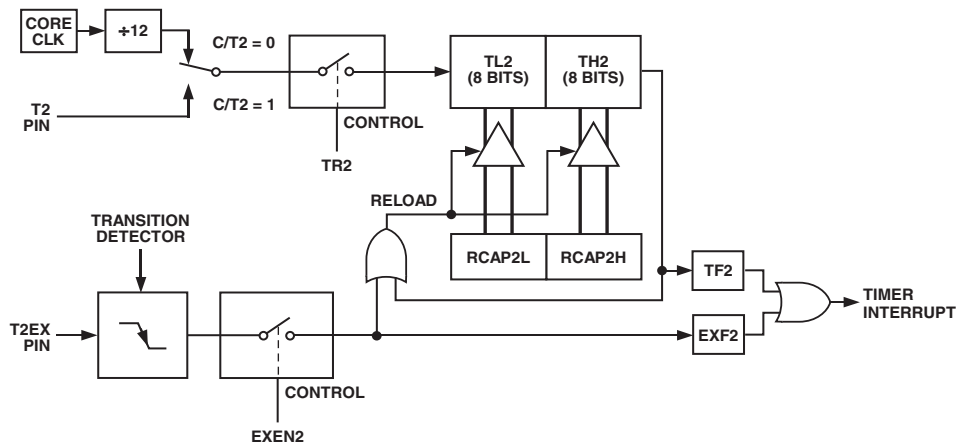 CORE
CLK
÷12
C/T2 = 0
C/T2 = 1
T2
PIN
CONTROL
TR2
TL2
(8 BITS)
TH2
(8 BITS)
RELOAD
RCAP2L
RCAP2H
TRANSITION
DETECTOR
T2EX
PIN
CONTROL
EXEN2
TF2
EXF2
TIMER
INTERRUPT